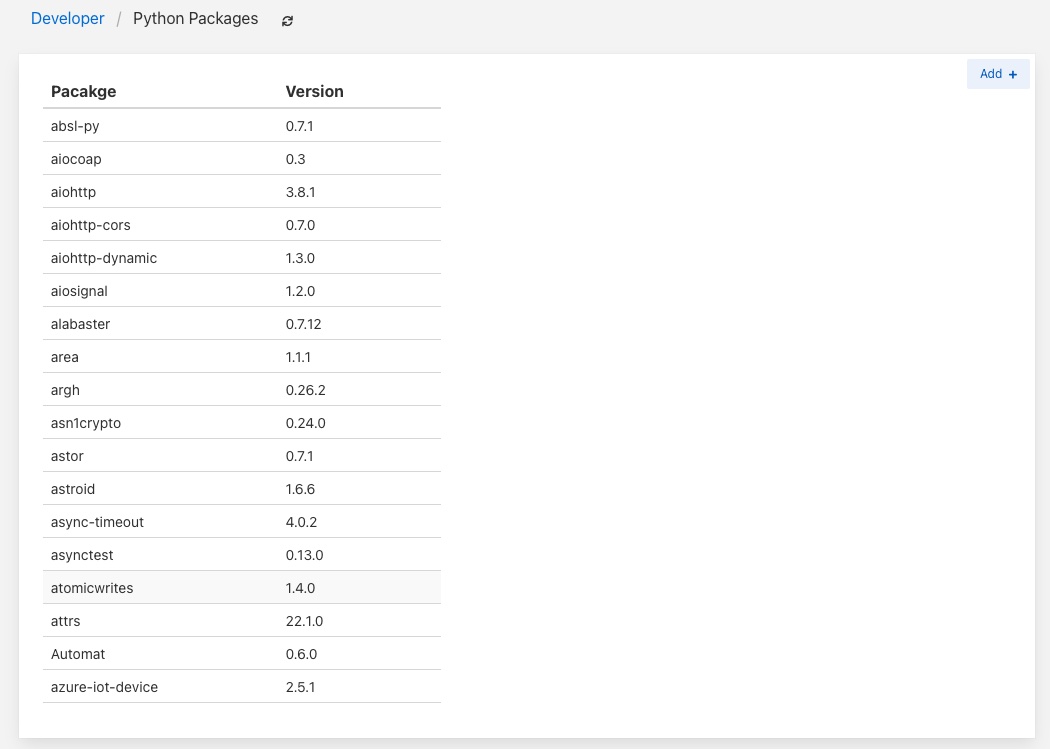 Developer / Python Packages
Add +
Pacakge Version
absl-py 0.7.1
aiocoap 0.3
aiohttp 3.8.1
aiohttp-cors 0.7.0
aiohttp-dynamic 1.3.0
aiosignal 1.2.0
alabaster 0.7.12
area 1.1.1
argh 0.26.2
asn1crypto 0.24.0
astor 0.7.1
astroid 1.6.6
async-timeout 4.0.2
asynctest 0.13.0
atomicwrites 1.4.0
attrs 22.1.0
Automat 0.6.0
azure-iot-device 2.5.1